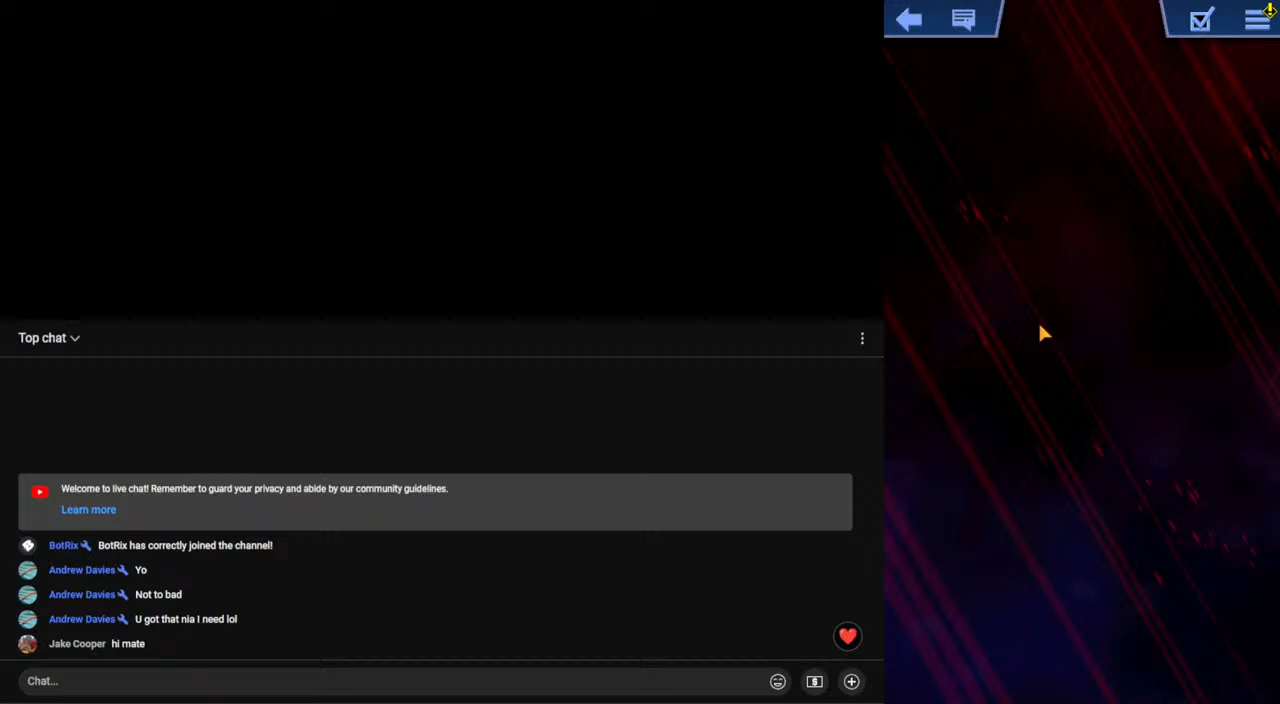 Top chat
Welcome to live chat! Remember to guard your privacy and abide by our community guidelines.
Learn more
BotRix BotRix has correctly joined the channel!
Andrew Davies Yo
Andrew Davies Not to bad
Andrew Davies U got that nia I need lol
Jake Cooper hi mate
Chat...